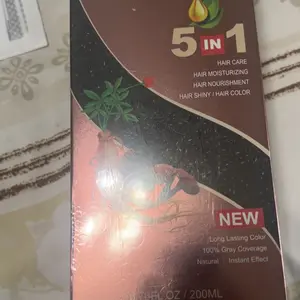 5 IN 1
HAIR CARE
HAIR MOISTURIZING
HAIR NOURISHMENT
HAIR SHINY / HAIR COLOR
NEW
Long Lasting Color
100% Gray Coverage
Natural Instant Effect
OZ / 200ML